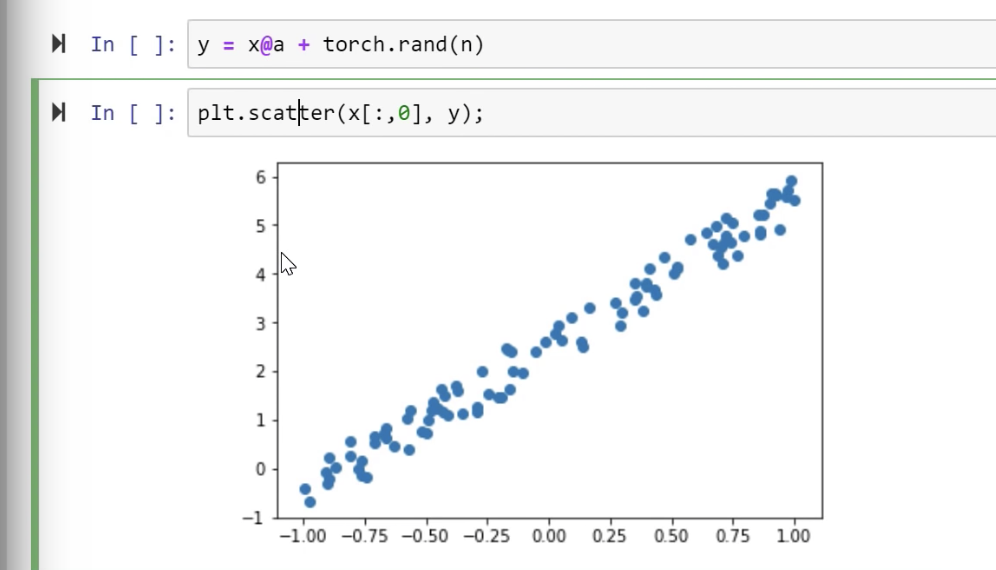 In [ ]: y = x@a + torch.rand(n)
In [ ]: plt.scatter(x[:,0], y);
6
5
4
3
2
1
0
−1
−1.00 −0.75 −0.50 −0.25 0.00 0.25 0.50 0.75 1.00